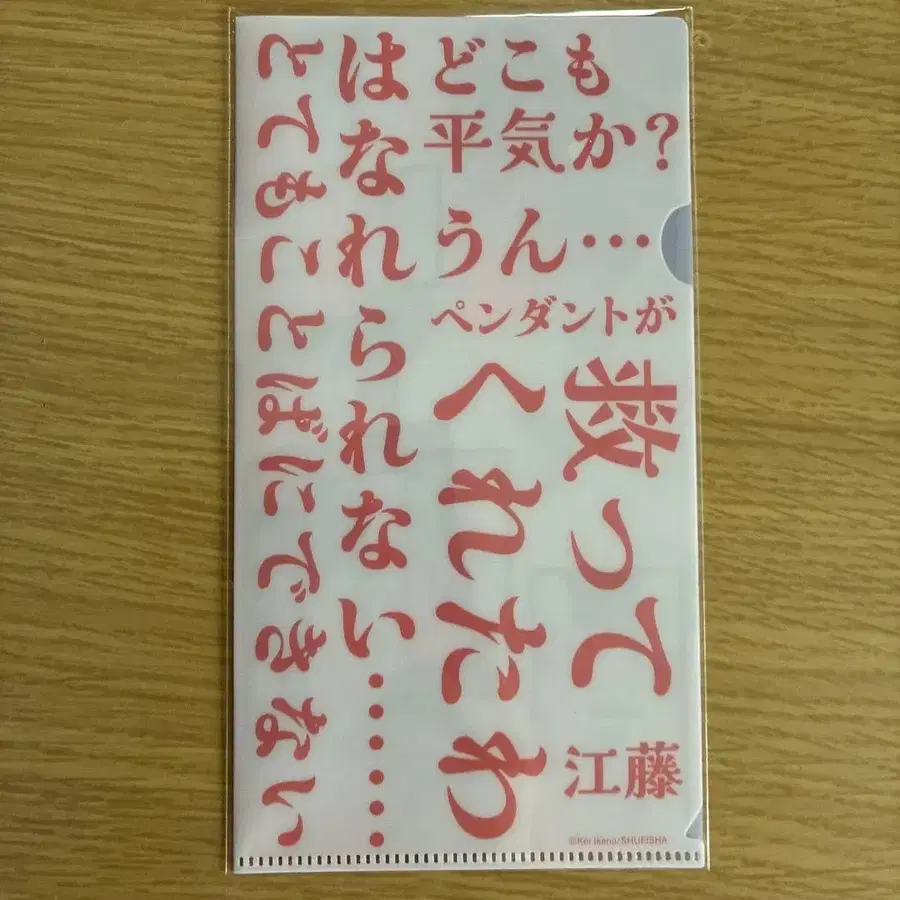 どこも
平気か?
うん…
ペンダントが
救って
くれたわ
江藤
はなれられない……
とてもことばにできない
©Koi Ikeno/SHUEISHA